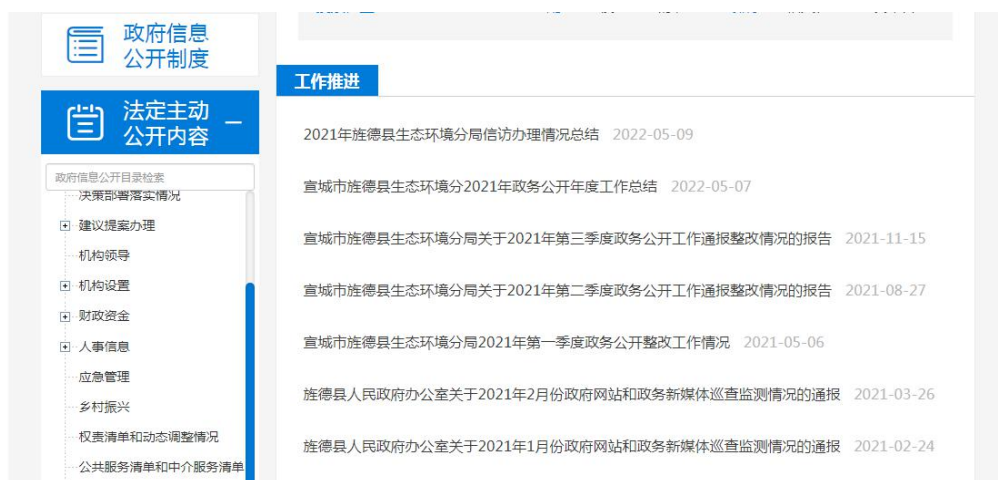 政府信息
公开制度
法定主动
公开内容
政府信息公开目录检索
决策部署落实情况
建议提案办理
机构领导
机构设置
财政资金
人事信息
应急管理
乡村振兴
权责清单和动态调整情况
公共服务清单和中介服务清单
工作推进
2021年旌德县生态环境分局信访办理情况总结 2022-05-09
宣城市旌德县生态环境分2021年政务公开年度工作总结 2022-05-07
宣城市旌德县生态环境分局关于2021年第三季度政务公开工作通报整改情况的报告 2021-11-15
宣城市旌德县生态环境分局关于2021年第二季度政务公开工作通报整改情况的报告 2021-08-27
宣城市旌德县生态环境分局2021年第一季度政务公开整改工作情况 2021-05-06
旌德县人民政府办公室关于2021年2月份政府网站和政务新媒体巡查监测情况的通报 2021-03-26
旌德县人民政府办公室关于2021年1月份政府网站和政务新媒体巡查监测情况的通报 2021-02-24